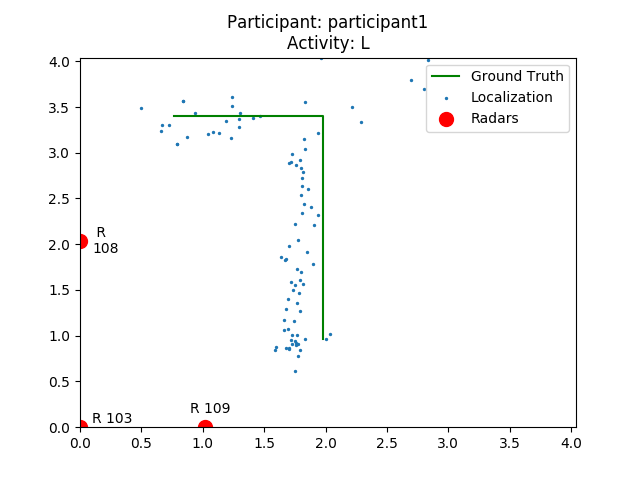 Participant: participant1
Activity: L
4.0
3.5
3.0
2.5
2.0
1.5
1.0
0.5
0.0
Ground Truth
Localization
Radars
R
108
R 103
R 109
0.0 0.5 1.0 1.5 2.0 2.5 3.0 3.5 4.0